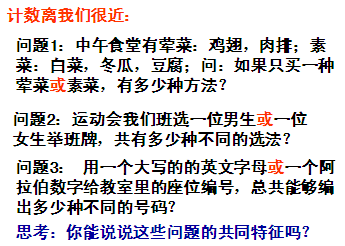 计数离我们很近：
问题1：中午食堂有荤菜：鸡翅，肉排；素
菜：白菜，冬瓜，豆腐；问：如果只买一种
荤菜或素菜，有多少种方法？
问题2：运动会我们班选一位男生或一位
女生举班牌，共有多少种不同的选法？
问题3： 用一个大写的的英文字母或一个阿
拉伯数字给教室里的座位编号，总共能够编
出多少种不同的号码？
思考：你能说说这些问题的共同特征吗？